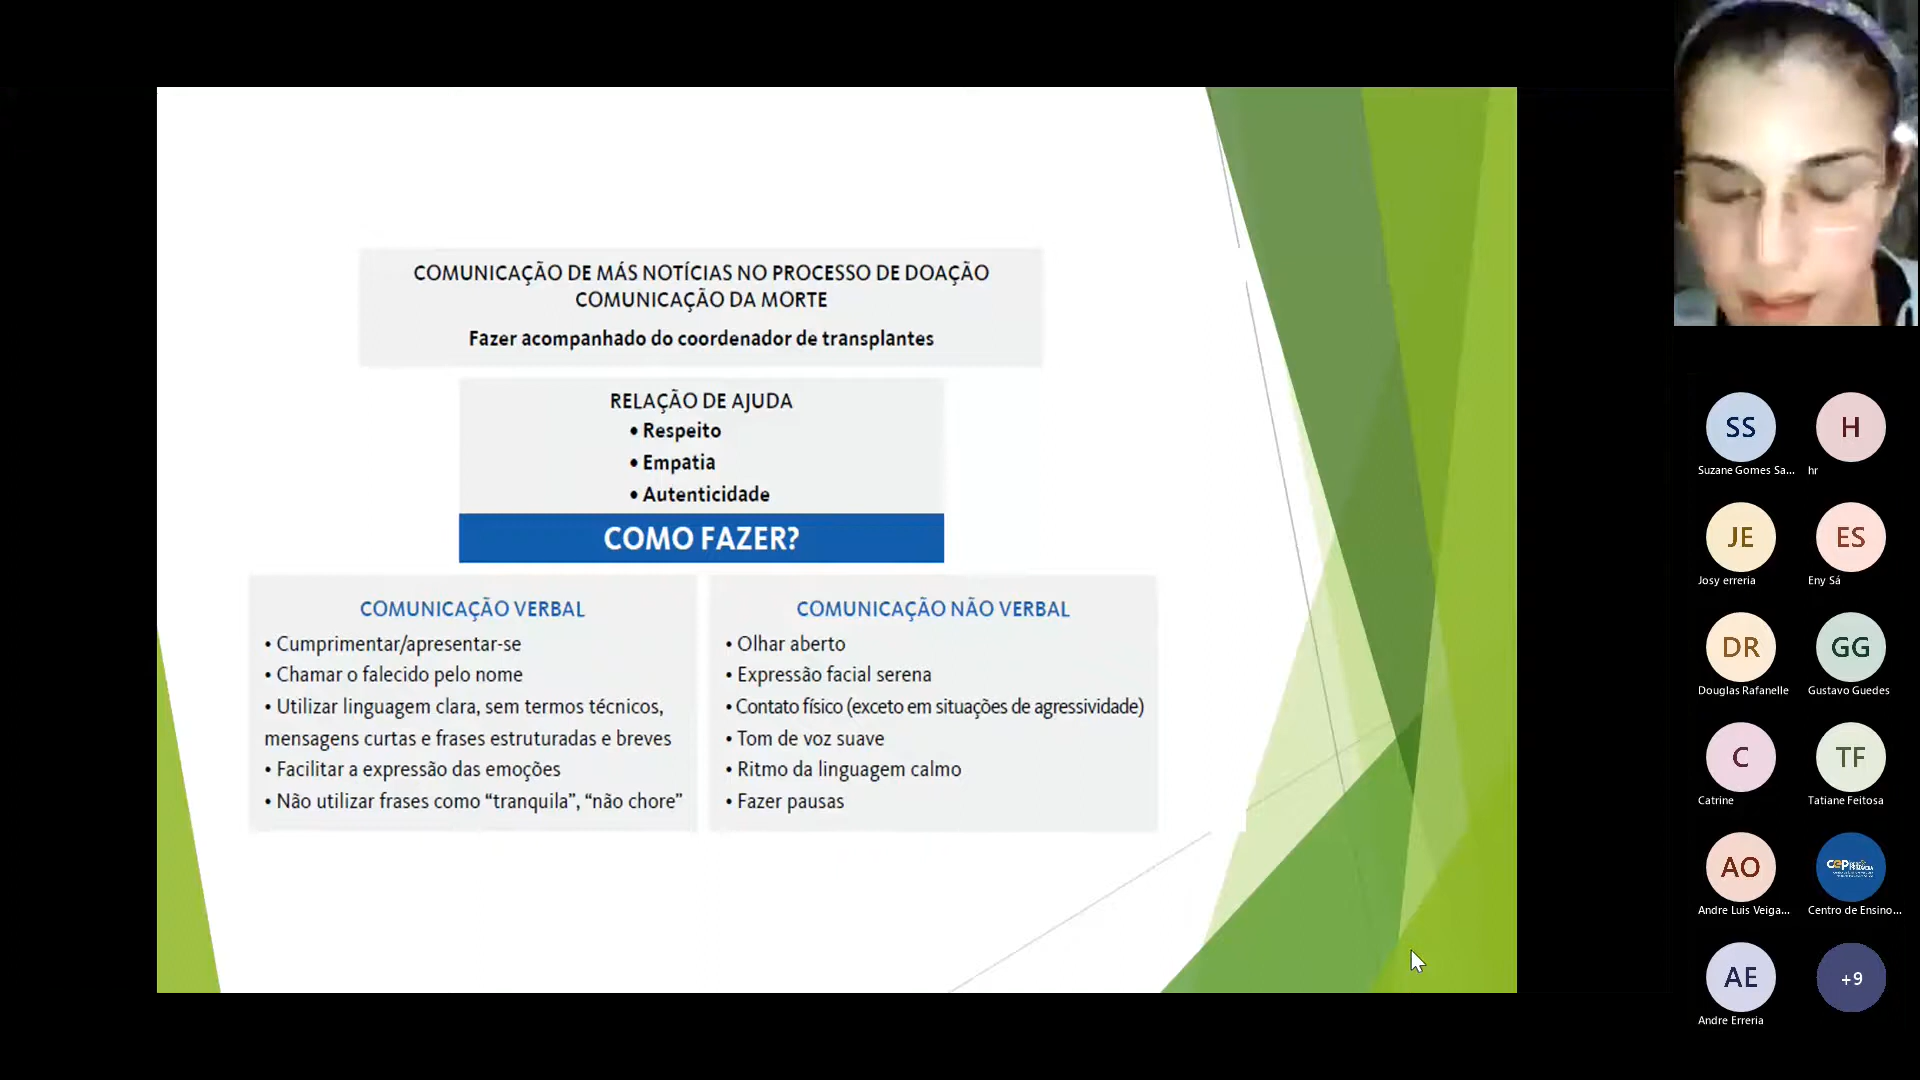 COMUNICAÇÃO DE MÁS NOTÍCIAS NO PROCESSO DE DOAÇÃO
COMUNICAÇÃO DA MORTE
Fazer acompanhado do coordenador de transplantes
RELAÇÃO DE AJUDA
• Respeito
• Empatia
• Autenticidade
COMO FAZER?
COMUNICAÇÃO VERBAL
• Cumprimentar/apresentar-se
• Chamar o falecido pelo nome
• Utilizar linguagem clara, sem termos técnicos,
mensagens curtas e frases estruturadas e breves
• Facilitar a expressão das emoções
• Não utilizar frases como “tranquila”, “não chore”
COMUNICAÇÃO NÃO VERBAL
• Olhar aberto
• Expressão facial serena
• Contato físico (exceto em situações de agressividade)
• Tom de voz suave
• Ritmo da linguagem calmo
• Fazer pausas
SS
Suzane Gomes Sa...
H
hr
JE
Josy erreria
ES
Eny Sá
DR
Douglas Rafanelle
GG
Gustavo Guedes
C
Catrine
TF
Tatiane Feitosa
AO
Andre Luis Veiga...
cep
Centro de Ensino...
AE
Andre Erreria
+9